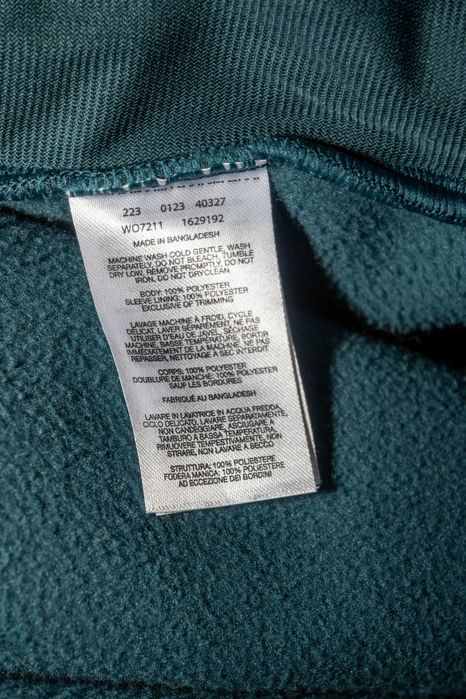 223 0123 40327
WO7211 1629192
MADE IN BANGLADESH
MACHINE WASH COLD GENTLE, WASH
SEPARATELY, DO NOT BLEACH, TUMBLE
DRY LOW, REMOVE PROMPTLY, DO NOT
IRON, DO NOT DRYCLEAN
BODY: 100% POLYESTER
SLEEVE LINING: 100% POLYESTER
EXCLUSIVE OF TRIMMING
LAVAGE MACHINE A FROID, CYCLE
DÉLICAT, LAVER SÉPARÉMENT, NE PAS
UTILISER D'EAU DE JAVEL, SÉCHAGE
MACHINE, BASSE TEMPÉRATURE, SORTIR
IMMÉDIATEMENT DE LA MACHINE, NE PAS
REPASSER, NETTOYAGE A SEC INTERDIT
CORPS: 100% POLYESTER
DOUBLURE DE MANCHE: 100% POLYESTER
SAUF LES BORDURES
FABRIQUÉ AU BANGLADESH
LAVARE IN LAVATRICE IN ACQUA FREDDA,
CICLO DELICATO, LAVARE SEPARATAMENTE,
NON CANDEGGIARE, ASCIUGARE A
TAMBURO A BASSA TEMPERATURA,
RIMUOVERE TEMPESTIVAMENTE, NON
STIRARE, NON LAVARE A SECCO
STRUTTURA: 100% POLIESTERE
FODERA MANICA: 100% POLIESTERE
AD ECCEZIONE DEI BORDINI